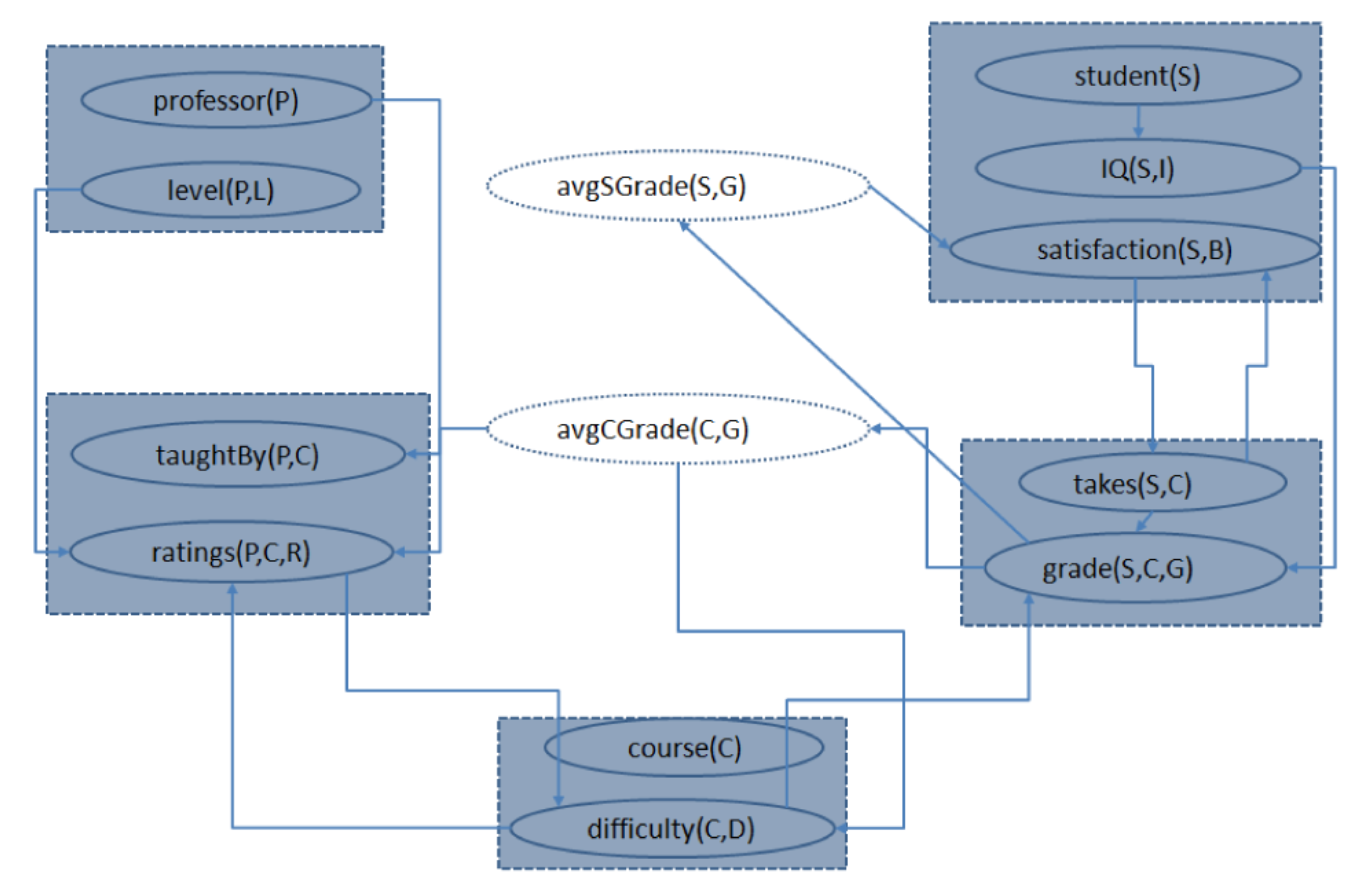 professor(P)
level(P,L)
student(S)
IQ(S,I)
satisfaction(S,B)
avgSGrade(S,G)
avgCGrade(C,G)
taughtBy(P,C)
ratings(P,C,R)
takes(S,C)
grade(S,C,G)
course(C)
difficulty(C,D)